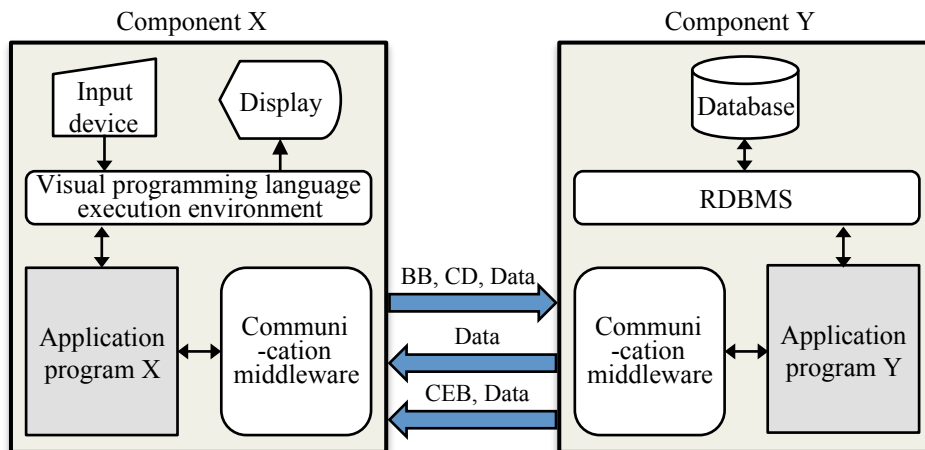 Component X
Component Y
Input
device
Display
Database
Visual programming language
execution environment
RDBMS
BB, CD, Data
Application
program X
Communi
-cation
middleware
Data
CEB, Data
Communi
-cation
middleware
Application
program Y